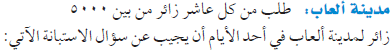 مدينة ألعاب: طلب من كل عاشر زائر من بين ٥٠٠٠
زائر لمدينة ألعاب في أحد الأيام أن يجيب عن سؤال الاستبانة الآتي: